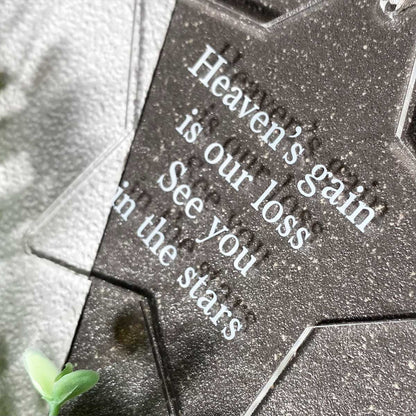 Heaven's gain
is our loss
See you
in the stars